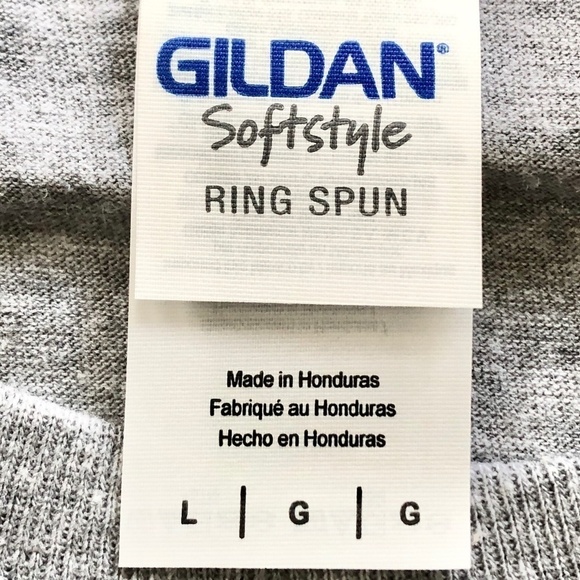 GILDAN®
Softstyle
RING SPUN
Made in Honduras
Fabriqué au Honduras
Hecho en Honduras
L | G | G